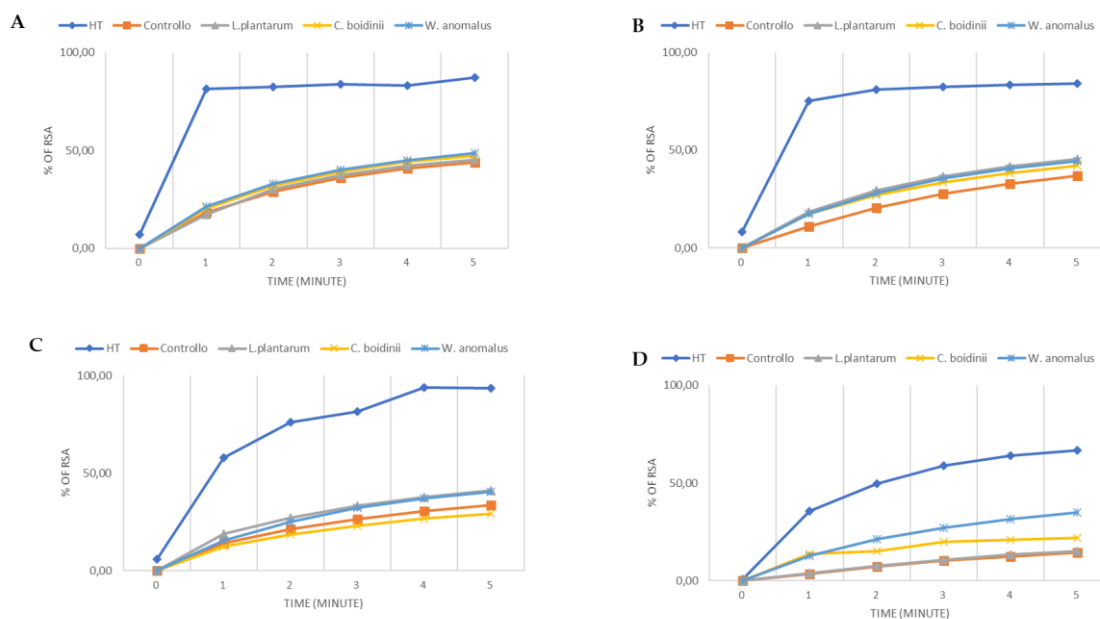 A
HT Controllo L.plantarum C. boidinii W. anomalus
100,00
50,00
0,00
% OF RSA
0 1 2 3 4 5
TIME (MINUTE)
B
HT Controllo L.plantarum C. boidinii W. anomalus
100,00
50,00
0,00
% OF RSA
0 1 2 3 4 5
TIME (MINUTE)
C
HT Controllo L.plantarum C. boidinii W. anomalus
100,00
50,00
0,00
% OF RSA
0 1 2 3 4 5
TIME (MINUTE)
D
HT Controllo L.plantarum C. boidinii W. anomalus
100,00
50,00
0,00
% OF RSA
0 1 2 3 4 5
TIME (MINUTE)